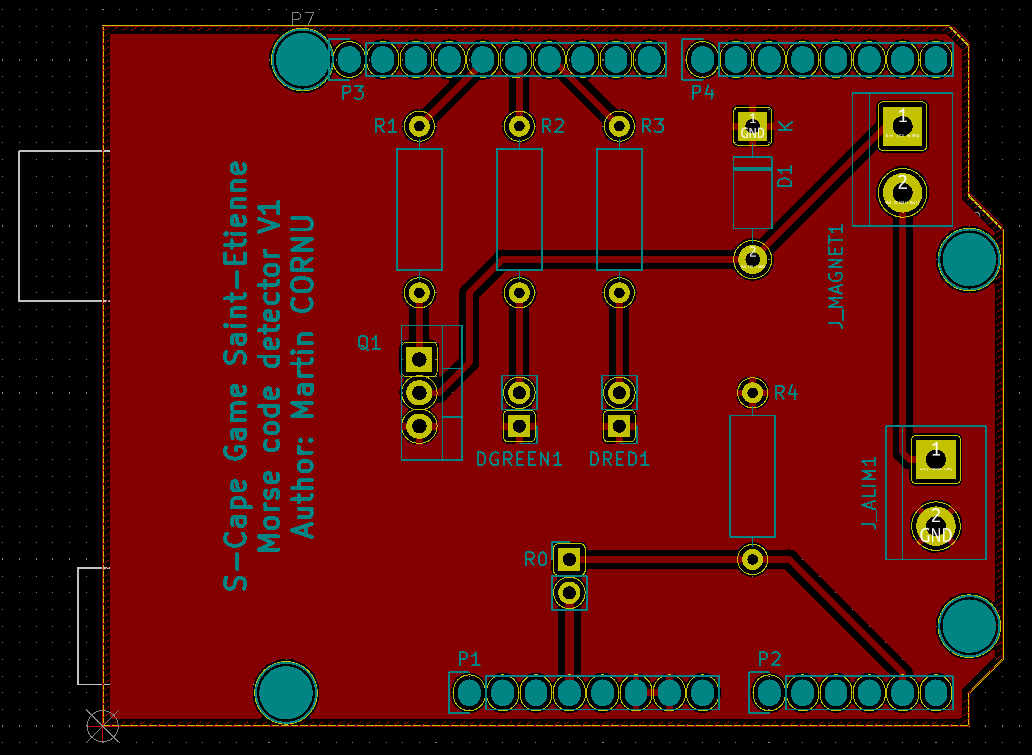 P7
P3
P4
R1
R2
R3
1
GND
K
D1
1
2
2
J_MAGNET1
S-Cape Game Saint-Etienne
Morse code detector V1
Author: Martin CORNU
Q1
R4
DGREEN1
DRED1
J_ALIM1
1
2
GND
R0
P1
P2